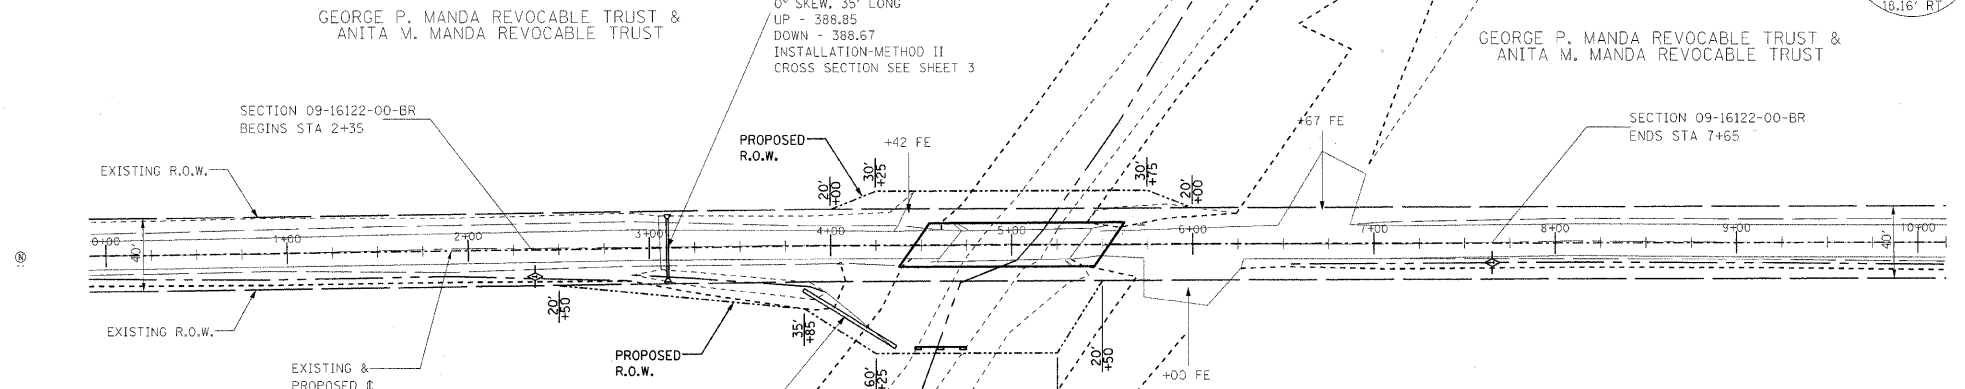 GEORGE P. MANDA REVOCABLE TRUST &
ANITA M. MANDA REVOCABLE TRUST
0° SKEW, 35' LONG
UP - 388.85
DOWN - 388.67
INSTALLATION-METHOD II
CROSS SECTION SEE SHEET 3
18.16' RT
GEORGE P. MANDA REVOCABLE TRUST &
ANITA M. MANDA REVOCABLE TRUST
SECTION 09-16122-00-BR
BEGINS STA 2+35
PROPOSED
R.O.W.
+42 FE
+67 FE
SECTION 09-16122-00-BR
ENDS STA 7+65
EXISTING R.O.W.
20'
+00
30'
+25
30'
+75
20'
+00
0+00
1+00
2+00
3+00
4+00
5+00
6+00
7+00
8+00
9+00
10+00
40'
40'
20'
+50
35'
+85
60'
+25
20'
+50
EXISTING R.O.W.
PROPOSED
R.O.W.
+00 FE
EXISTING &
PROPOSED ℄